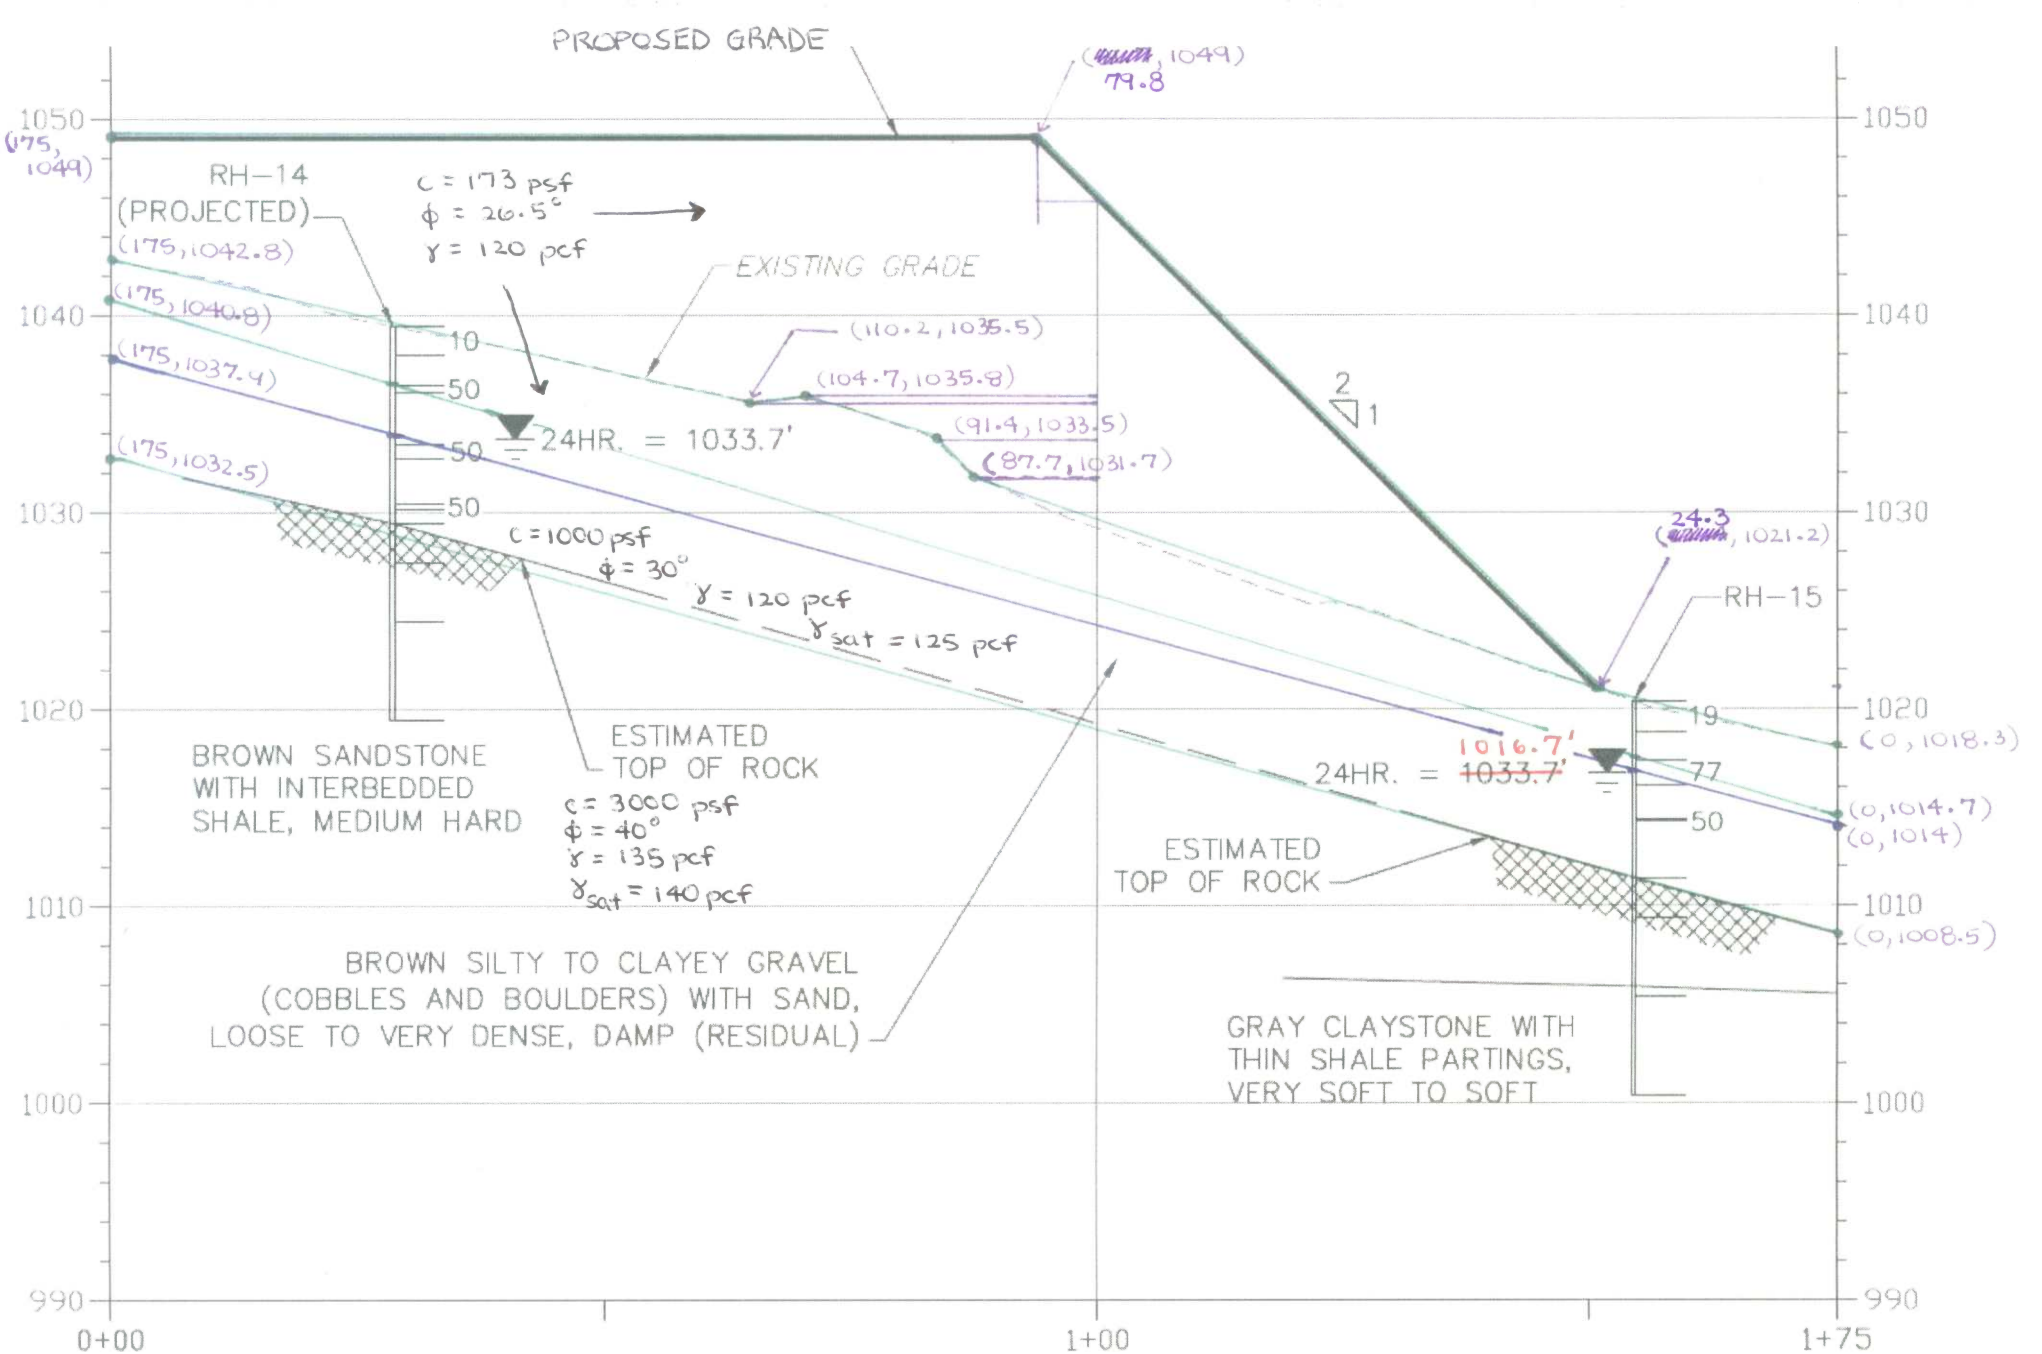 PROPOSED GRADE
(, 1049)
79.8
1050
1050
(175,
1049)
RH-14
(PROJECTED)
c = 173 psf
ϕ = 26.5°
γ = 120 pcf
(175, 1042.8)
EXISTING GRADE
(175, 1040.8)
1040
1040
(110.2, 1035.5)
10
(175, 1037.4)
(104.7, 1035.8)
2
1
50
(91.4, 1033.5)
24HR. = 1033.7'
50
(175, 1032.5)
(87.7, 1031.7)
50
1030
1030
24.3
(, 1021.2)
c = 1000 psf
ϕ = 30°
γ = 120 pcf
γsat = 125 pcf
RH-15
1020
1020
19
(0, 1018.3)
BROWN SANDSTONE
WITH INTERBEDDED
SHALE, MEDIUM HARD
ESTIMATED
TOP OF ROCK
1016.7'
24HR. = 1033.7'
77
c = 3000 psf
ϕ = 40°
γ = 135 pcf
γsat = 140 pcf
(0, 1014.7)
(0, 1014)
50
ESTIMATED
TOP OF ROCK
1010
1010
(0, 1008.5)
BROWN SILTY TO CLAYEY GRAVEL
(COBBLES AND BOULDERS) WITH SAND,
LOOSE TO VERY DENSE, DAMP (RESIDUAL)
GRAY CLAYSTONE WITH
THIN SHALE PARTINGS,
VERY SOFT TO SOFT
1000
1000
990
990
0+00
1+00
1+75